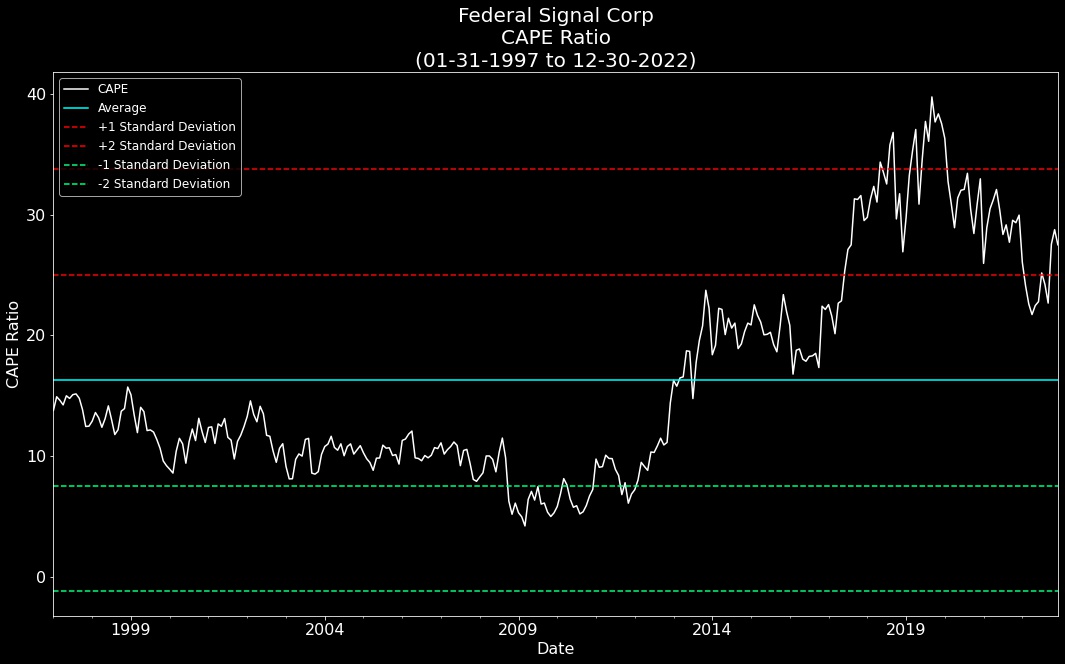 Federal Signal Corp
CAPE Ratio
(01-31-1997 to 12-30-2022)
CAPE
Average
+1 Standard Deviation
+2 Standard Deviation
-1 Standard Deviation
-2 Standard Deviation
CAPE Ratio
40
30
20
10
0
1999 2004 2009 2014 2019
Date